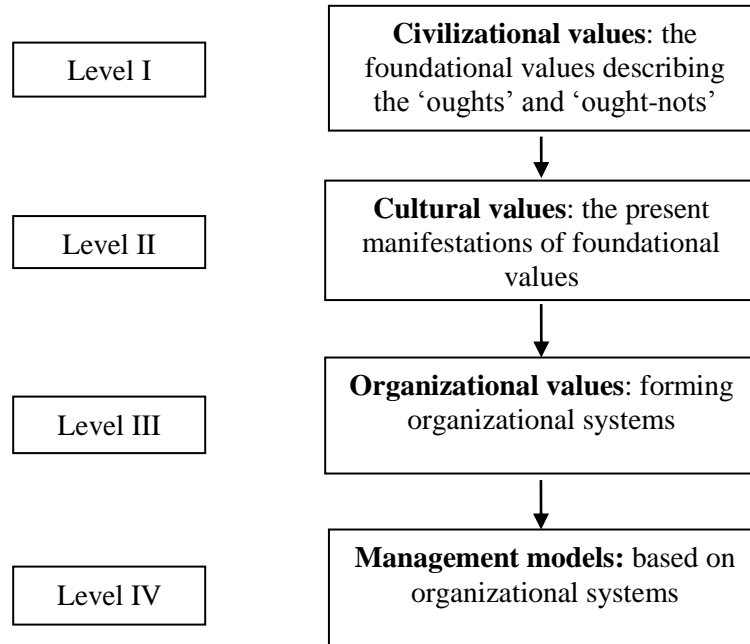 Level I
Civilizational values: the
foundational values describing
the ‘oughts’ and ‘ought-nots’
Level II
Cultural values: the present
manifestations of foundational
values
Level III
Organizational values: forming
organizational systems
Level IV
Management models: based on
organizational systems